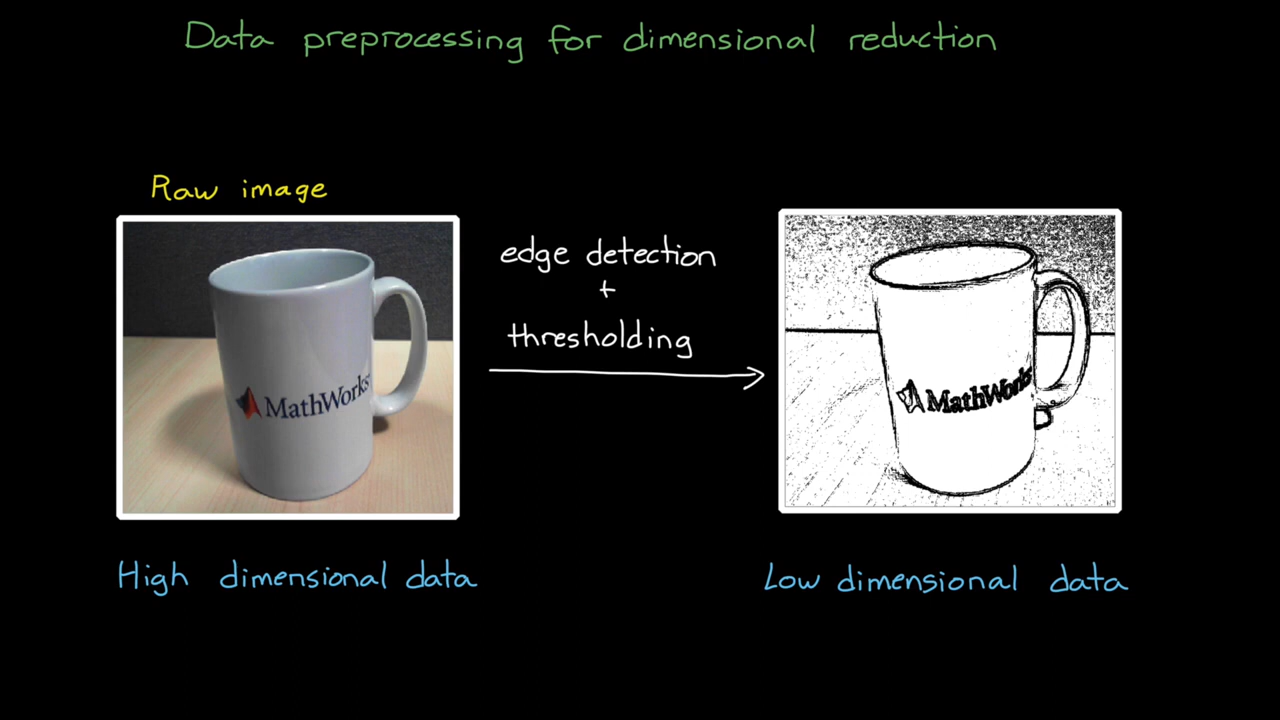 Data preprocessing for dimensional reduction
Raw image
edge detection
+
thresholding
MathWorks
MathWorks
High dimensional data
Low dimensional data